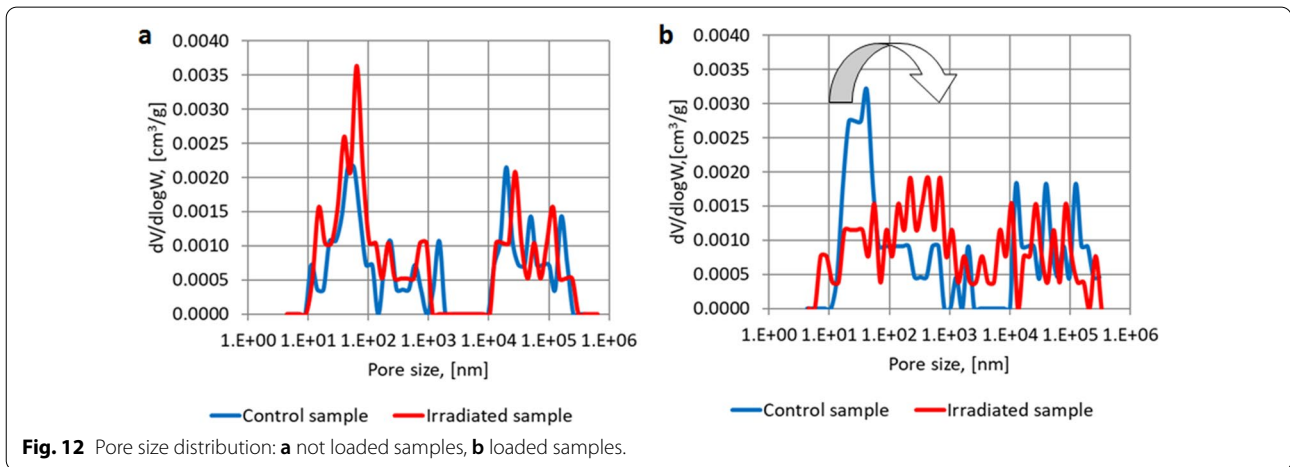 a
0.0040
0.0035
0.0030
0.0025
0.0020
0.0015
0.0010
0.0005
0.0000
dV/dlogW, [cm³/g]
1.E+00 1.E+01 1.E+02 1.E+03 1.E+04 1.E+05 1.E+06
Pore size, [nm]
Control sample Irradiated sample
b
0.0040
0.0035
0.0030
0.0025
0.0020
0.0015
0.0010
0.0005
0.0000
dV/dlogW,[cm³/g]
1.E+00 1.E+01 1.E+02 1.E+03 1.E+04 1.E+05 1.E+06
Pore size, [nm]
Control sample Irradiated sample
Fig. 12 Pore size distribution: a not loaded samples, b loaded samples.